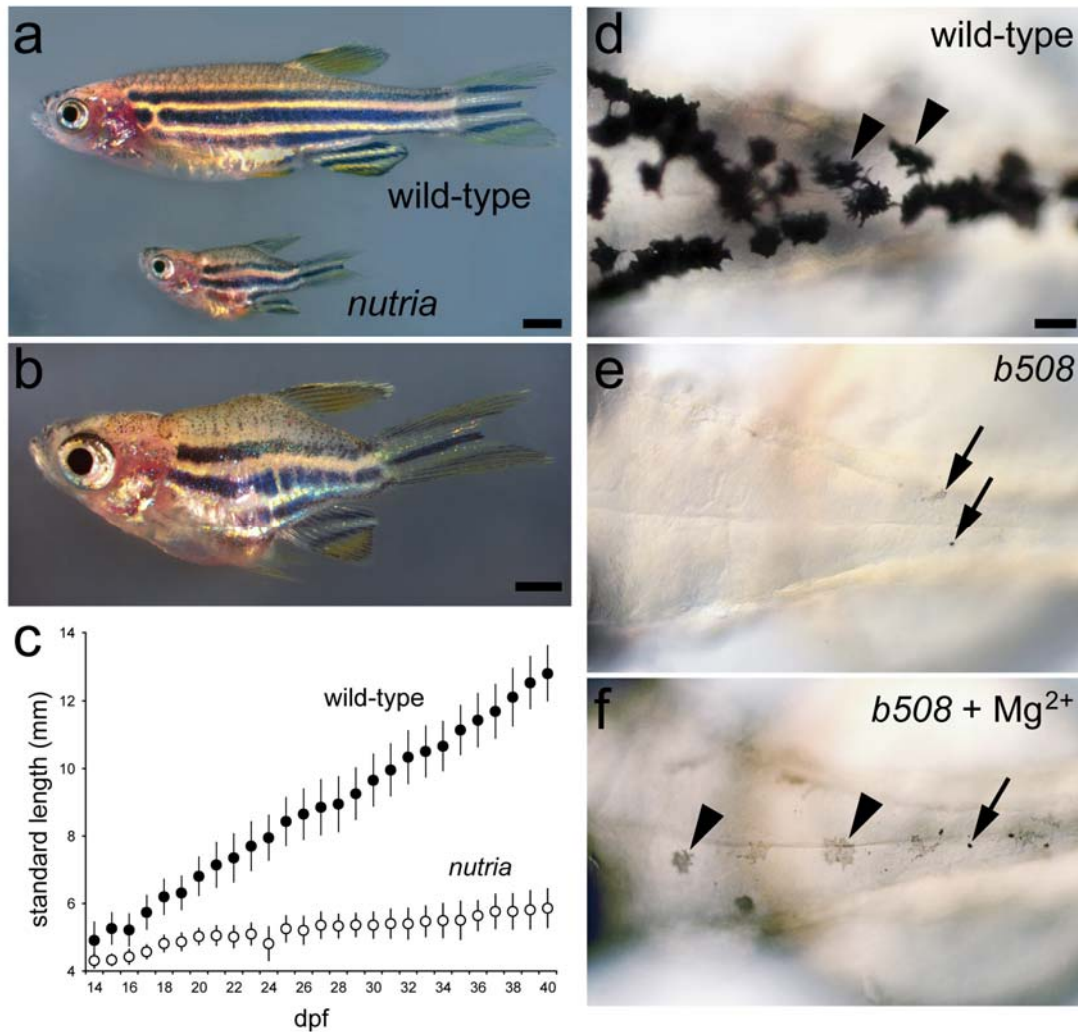 a
wild-type
nutria
b
c
standard length (mm)
14
12
10
8
6
4
wild-type
nutria
14 16 18 20 22 24 26 28 30 32 34 36 38 40
dpf
d
wild-type
e
b508
f
b508 + Mg²⁺